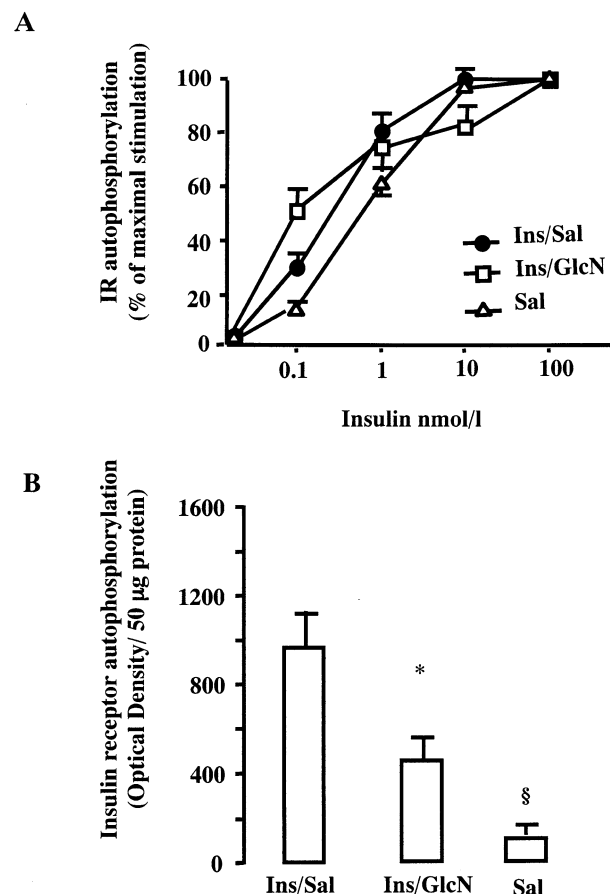 A
IR autophosphorylation
(% of maximal stimulation)
100
80
60
40
20
0
0.1 1 10 100
Insulin nmol/l
Ins/Sal
Ins/GlcN
Sal
B
Insulin receptor autophosphorylation
(Optical Density/ 50 µg protein)
1600
1200
800
400
0
*
§
Ins/Sal Ins/GlcN Sal